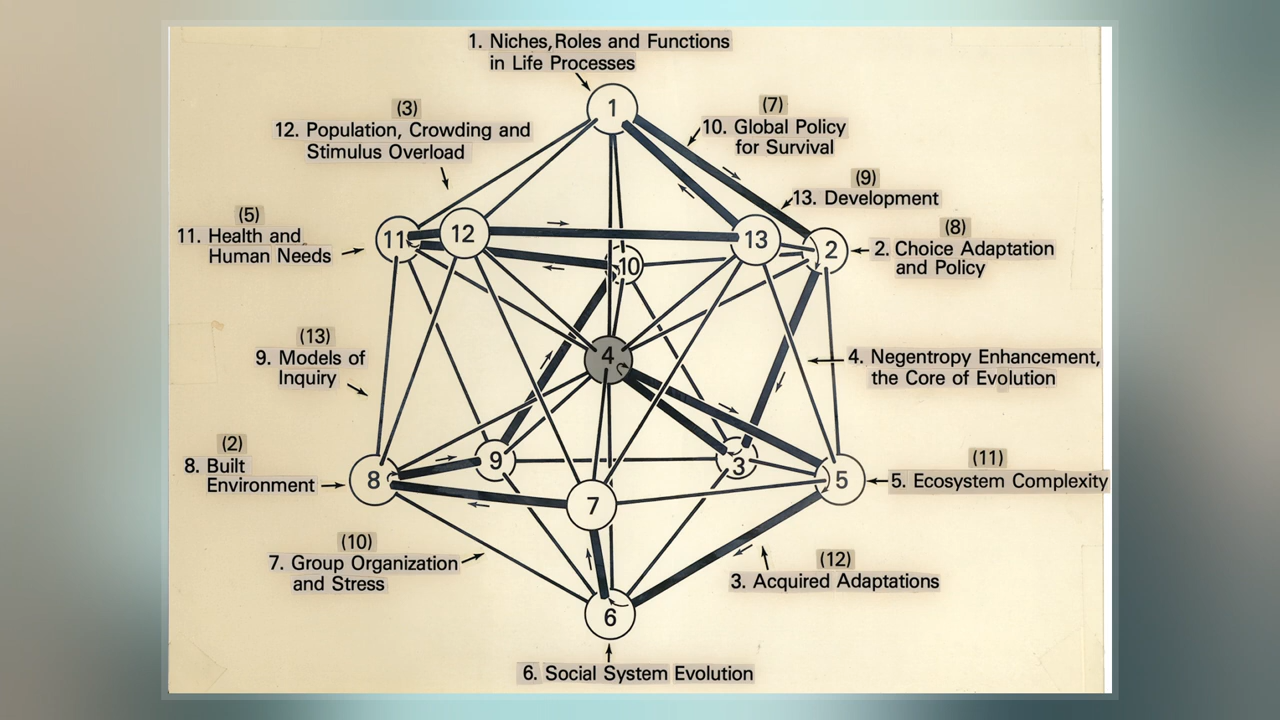 1. Niches, Roles and Functions
in Life Processes
(3)
12. Population, Crowding and
Stimulus Overload
(7)
10. Global Policy
for Survival
(9)
13. Development
(5)
11. Health and
Human Needs
(8)
2. Choice Adaptation
and Policy
(13)
9. Models of
Inquiry
4. Negentropy Enhancement,
the Core of Evolution
(2)
8. Built
Environment
(11)
5. Ecosystem Complexity
(10)
7. Group Organization
and Stress
(12)
3. Acquired Adaptations
6. Social System Evolution
1
11
12
13
2
10
4
8
9
3
5
7
6